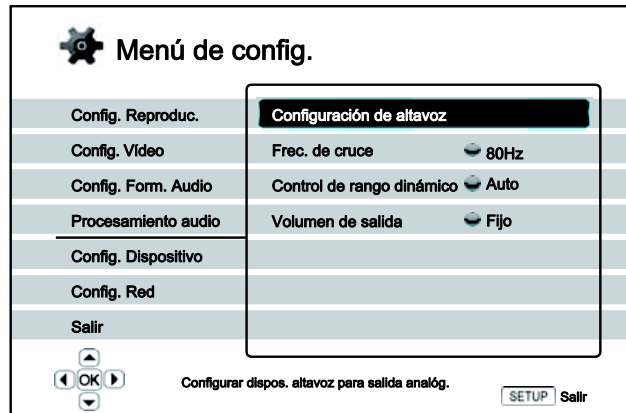 Menú de config.
Config. Reproduc.
Config. Vídeo
Config. Form. Audio
Procesamiento audio
Config. Dispositivo
Config. Red
Salir
Configuración de altavoz
Frec. de cruce 80Hz
Control de rango dinámico Auto
Volumen de salida Fijo
OK
Configurar dispos. altavoz para salida analóg.
SETUP Salir